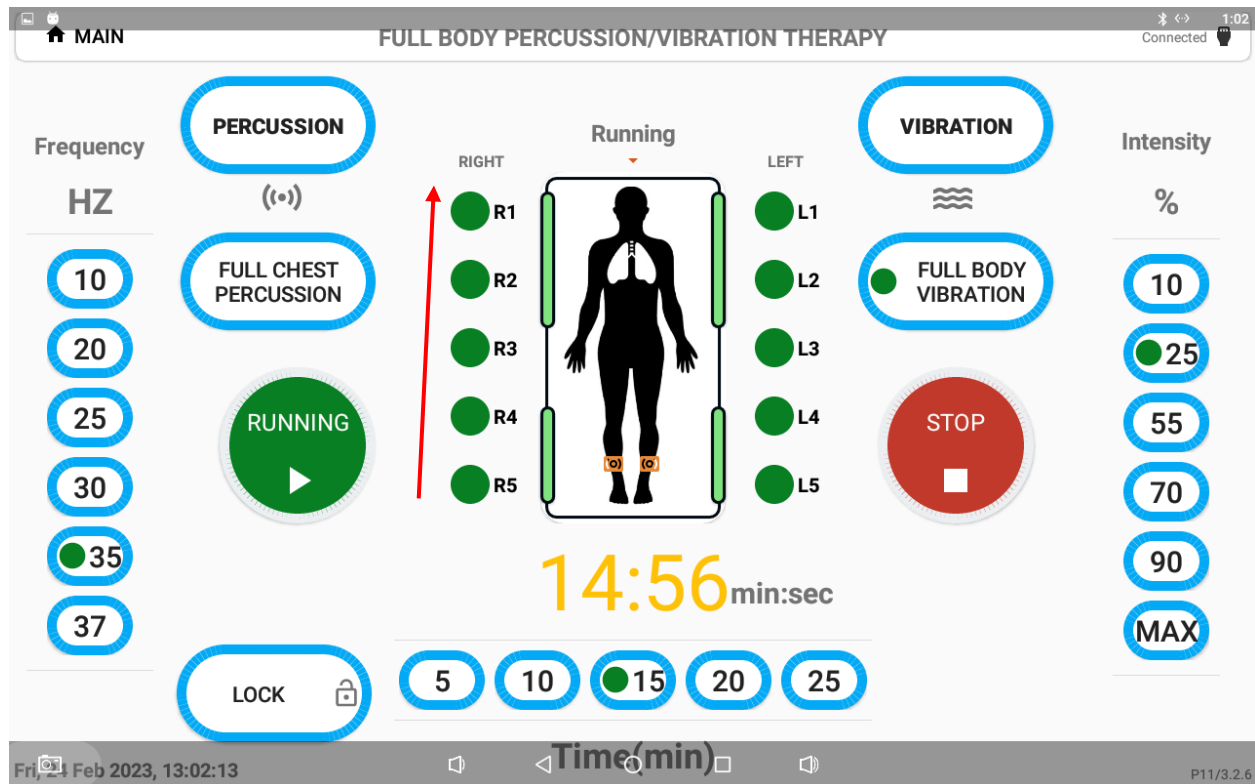 1:02
MAIN
FULL BODY PERCUSSION/VIBRATION THERAPY
Connected
PERCUSSION
VIBRATION
Frequency
HZ
10
20
25
30
35
37
FULL CHEST
PERCUSSION
RUNNING
LOCK
Running
RIGHT
LEFT
R1
R2
R3
R4
R5
L1
L2
L3
L4
L5
14:56 min:sec
5 10 15 20 25
Time(min)
FULL BODY
VIBRATION
STOP
Intensity
%
10
25
55
70
90
MAX
Fri, 24 Feb 2023, 13:02:13
P11/3.2.6